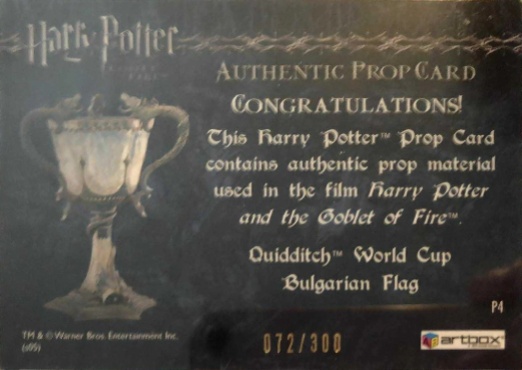 Harry Potter
AUTHENTIC PROP CARD
CONGRATULATIONS!
This Harry Potter™ Prop Card
contains authentic prop material
used in the film Harry Potter
and the Goblet of Fire™.
Quidditch™ World Cup
Bulgarian Flag
P4
TM & © Warner Bros. Entertainment Inc.
(s05)
072/300
artbox